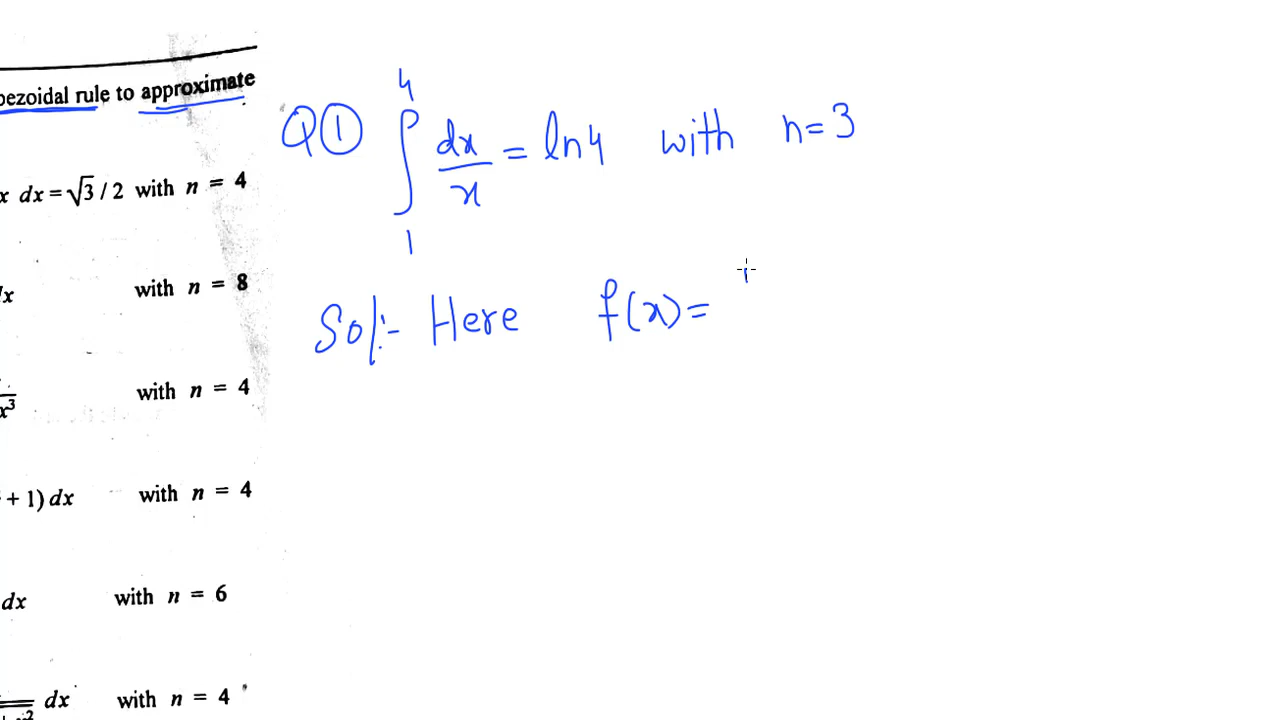 rule to approximate
Q① ∫₁⁴ dx/x = ln4 with n=3
x dx = √3 / 2 with n = 4
dx with n = 8
Sol:- Here f(x) =
x³ with n = 4
+ 1) dx with n = 4
dx with n = 6
dx with n = 4